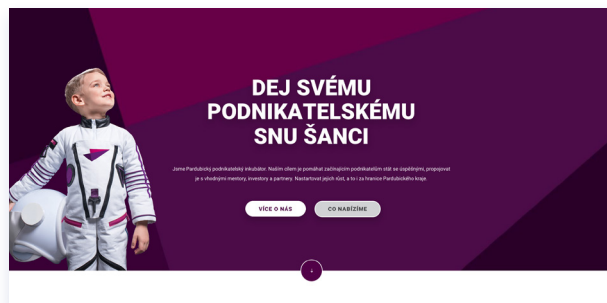 DEJ SVÉMU
PODNIKATELSKÉMU
SNU ŠANCI
Jsme Pardubický podnikatelský inkubátor. Naším cílem je pomáhat začínajícím podnikatelům stát se úspěšnými, propojovat
je s vhodnými mentory, investory a partnery. Nastartovat jejich růst, a to i za hranice Pardubického kraje.
VÍCE O NÁS
CO NABÍZÍME